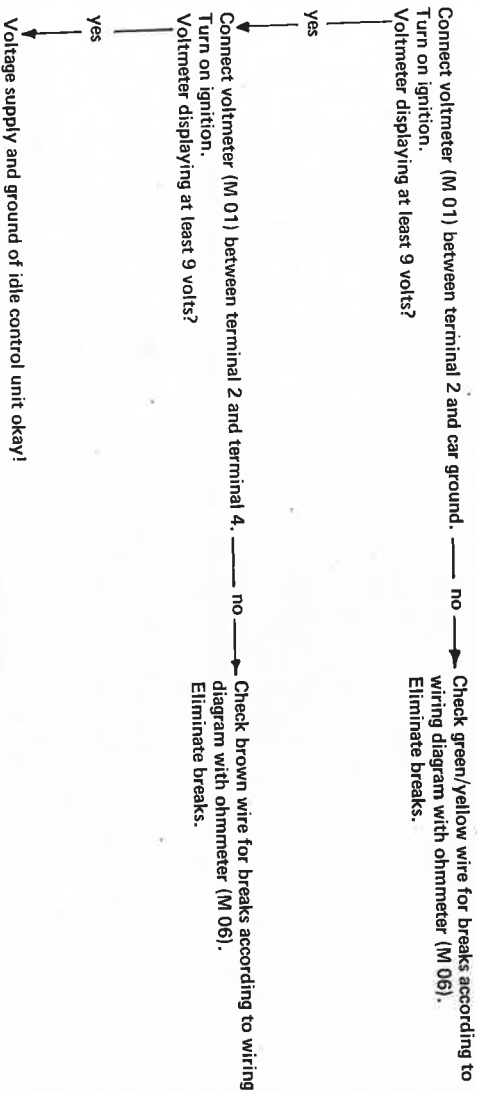 Connect voltmeter (M 01) between terminal 2 and car ground.
Turn on ignition.
Voltmeter displaying at least 9 volts?
no
Check green/yellow wire for breaks according to
wiring diagram with ohmmeter (M 06).
Eliminate breaks.
yes
Connect voltmeter (M 01) between terminal 2 and terminal 4.
Turn on ignition.
Voltmeter displaying at least 9 volts?
no
Check brown wire for breaks according to wiring
diagram with ohmmeter (M 06).
Eliminate breaks.
yes
Voltage supply and ground of idle control unit okay!